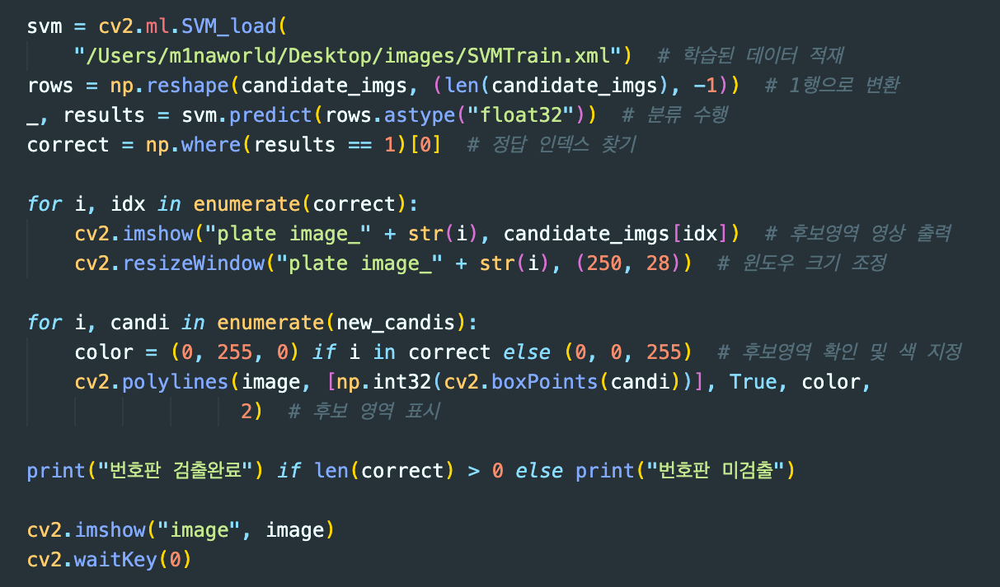 svm = cv2.ml.SVM_load(
    "/Users/m1naworld/Desktop/images/SVMTrain.xml")  # 학습된 데이터 적재
rows = np.reshape(candidate_imgs, (len(candidate_imgs), -1))  # 1행으로 변환
_, results = svm.predict(rows.astype("float32"))  # 분류 수행
correct = np.where(results == 1)[0]  # 정답 인덱스 찾기

for i, idx in enumerate(correct):
    cv2.imshow("plate image_" + str(i), candidate_imgs[idx])  # 후보영역 영상 출력
    cv2.resizeWindow("plate image_" + str(i), (250, 28))  # 윈도우 크기 조정

for i, candi in enumerate(new_candis):
    color = (0, 255, 0) if i in correct else (0, 0, 255)  # 후보영역 확인 및 색 지정
    cv2.polylines(image, [np.int32(cv2.boxPoints(candi))], True, color,
                  2)  # 후보 영역 표시

print("번호판 검출완료") if len(correct) > 0 else print("번호판 미검출")

cv2.imshow("image", image)
cv2.waitKey(0)